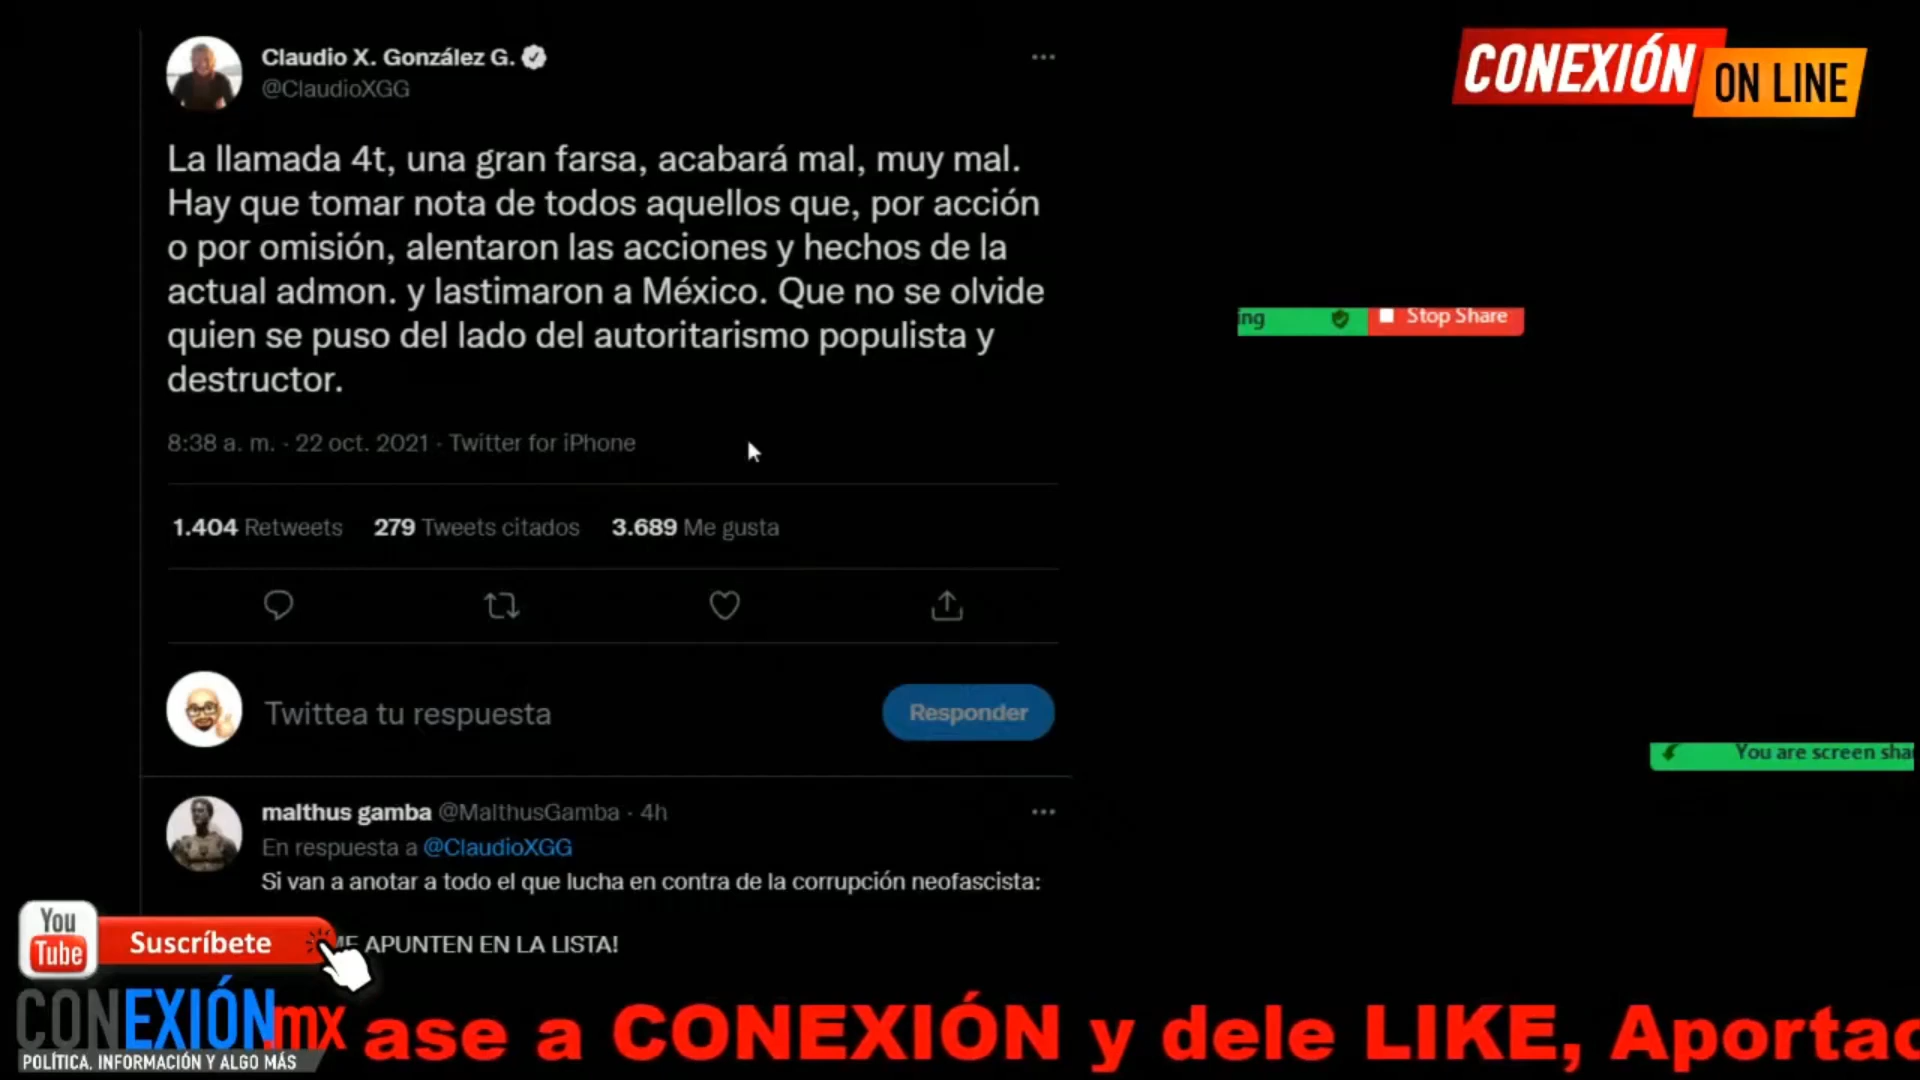 Claudio X. González G.
@ClaudioXGG
CONEXIÓN
ON LINE
La llamada 4t, una gran farsa, acabará mal, muy mal.
Hay que tomar nota de todos aquellos que, por acción
o por omisión, alentaron las acciones y hechos de la
actual admon. y lastimaron a México. Que no se olvide
quien se puso del lado del autoritarismo populista y
destructor.
ing
Stop Share
8:38 a. m. · 22 oct. 2021 · Twitter for iPhone
1.404 Retweets 279 Tweets citados 3.689 Me gusta
Twittea tu respuesta
Responder
You are screen sha
malthus gamba @MalthusGamba · 4h
En respuesta a @ClaudioXGG
Si van a anotar a todo el que lucha en contra de la corrupción neofascista:
APUNTEN EN LA LISTA!
You
Tube
Suscríbete
CONEXIÓN.mx
POLÍTICA, INFORMACIÓN Y ALGO MÁS
ase a CONEXIÓN y dele LIKE, Aportac